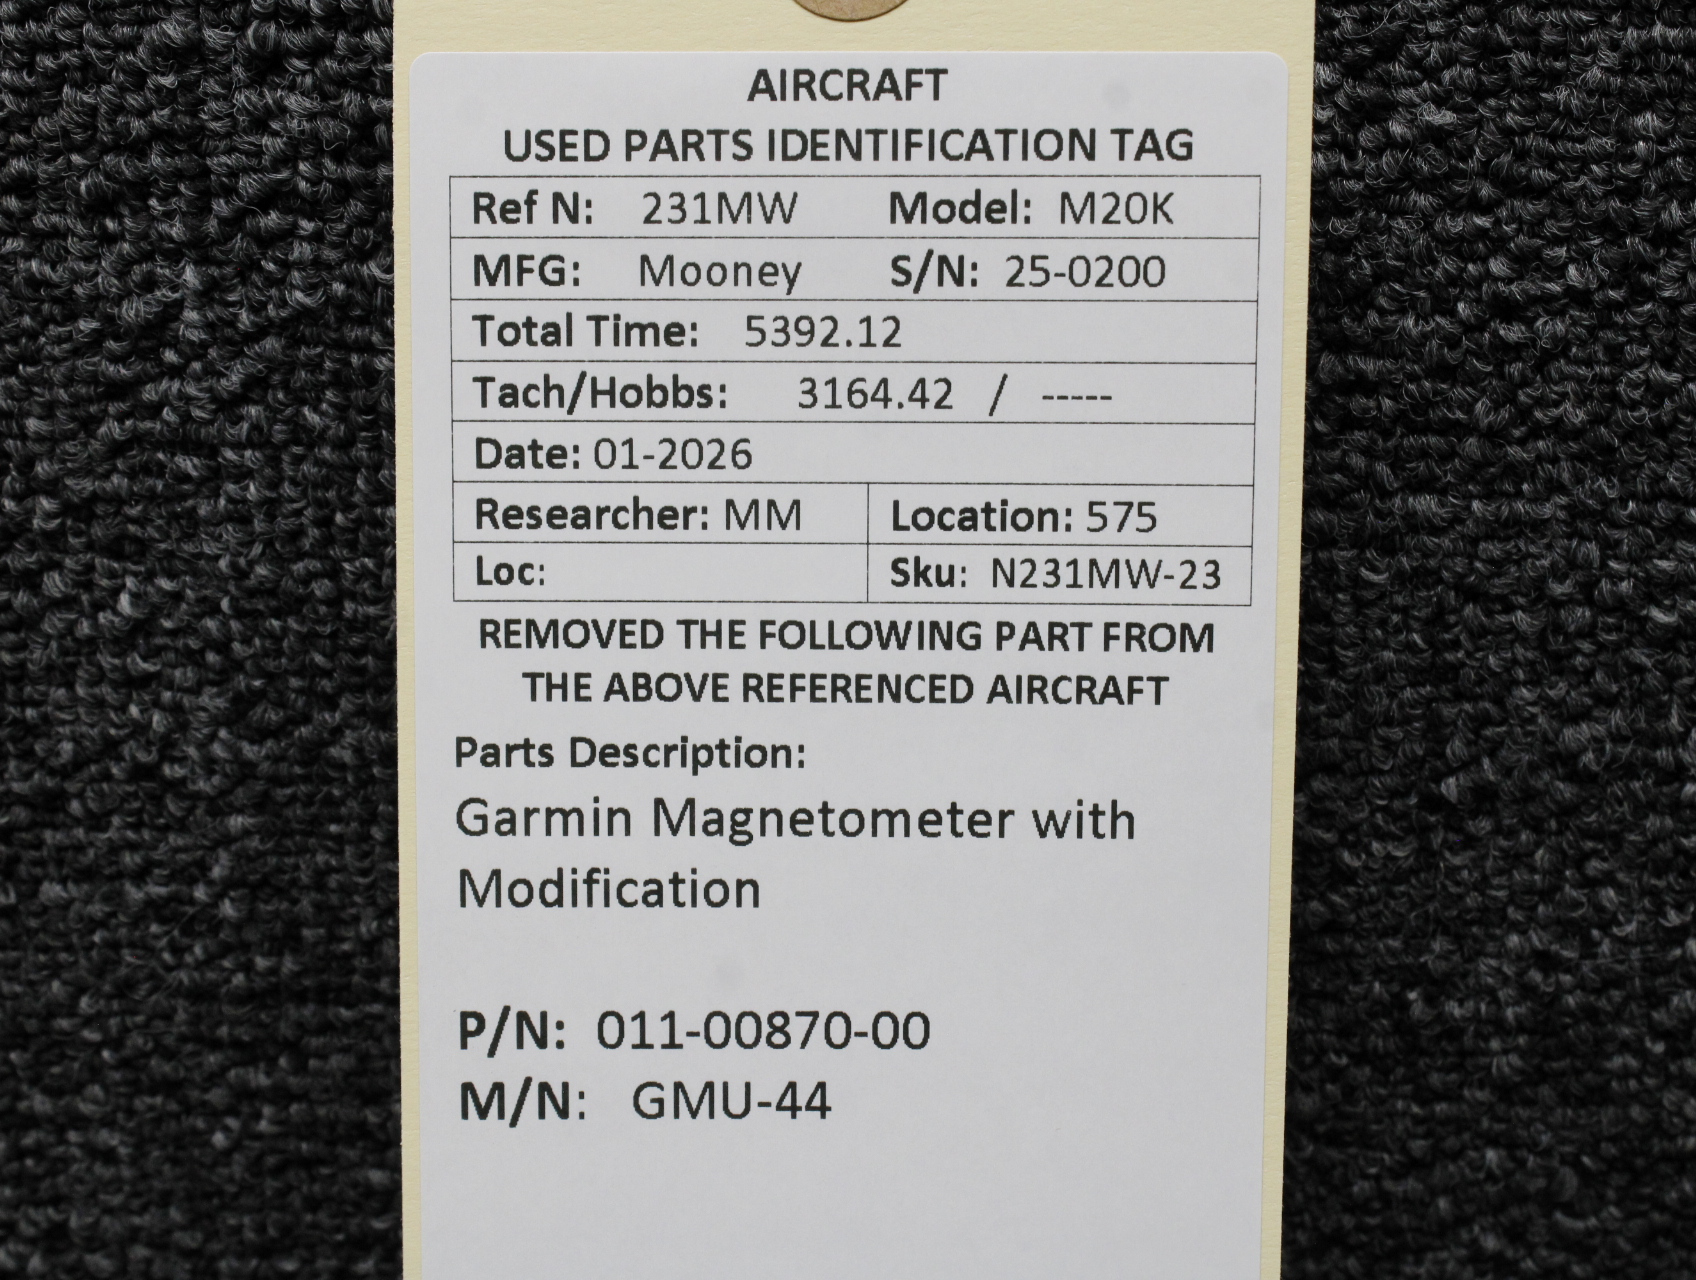 AIRCRAFT
USED PARTS IDENTIFICATION TAG
Ref N: 231MW Model: M20K
MFG: Mooney S/N: 25-0200
Total Time: 5392.12
Tach/Hobbs: 3164.42 / -----
Date: 01-2026
Researcher: MM Location: 575
Loc: Sku: N231MW-23
REMOVED THE FOLLOWING PART FROM
THE ABOVE REFERENCED AIRCRAFT
Parts Description:
Garmin Magnetometer with
Modification
P/N: 011-00870-00
M/N: GMU-44